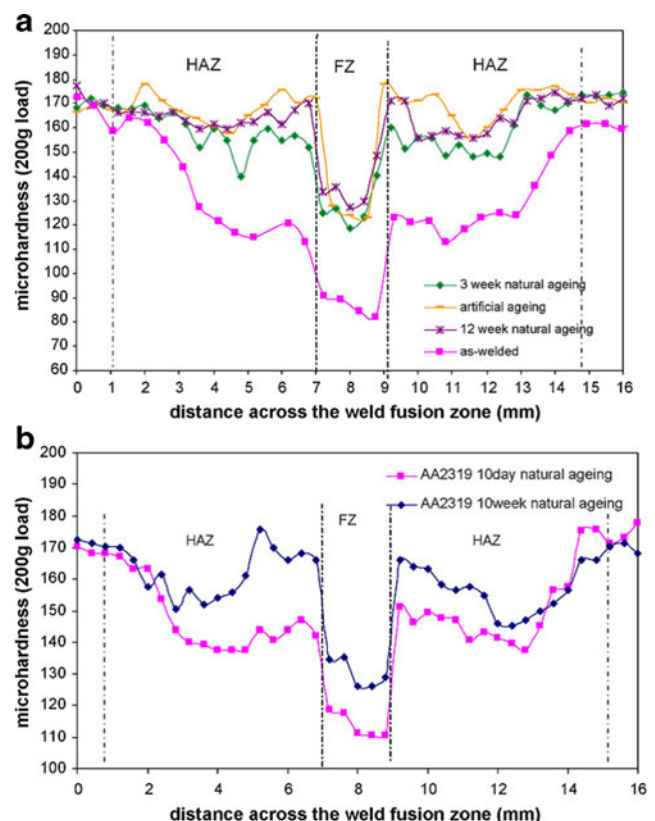 a
200
190
180
170
160
150
140
130
120
110
100
90
80
70
60
microhardness (200g load)
HAZ
FZ
HAZ
3 week natural ageing
artificial ageing
12 week natural ageing
as-welded
0 1 2 3 4 5 6 7 8 9 10 11 12 13 14 15 16
distance across the weld fusion zone (mm)
b
200
190
180
170
160
150
140
130
120
110
100
microhardness (200g load)
AA2319 10day natural ageing
AA2319 10week natural ageing
HAZ
FZ
HAZ
0 2 4 6 8 10 12 14 16
distance across the weld fusion zone (mm)